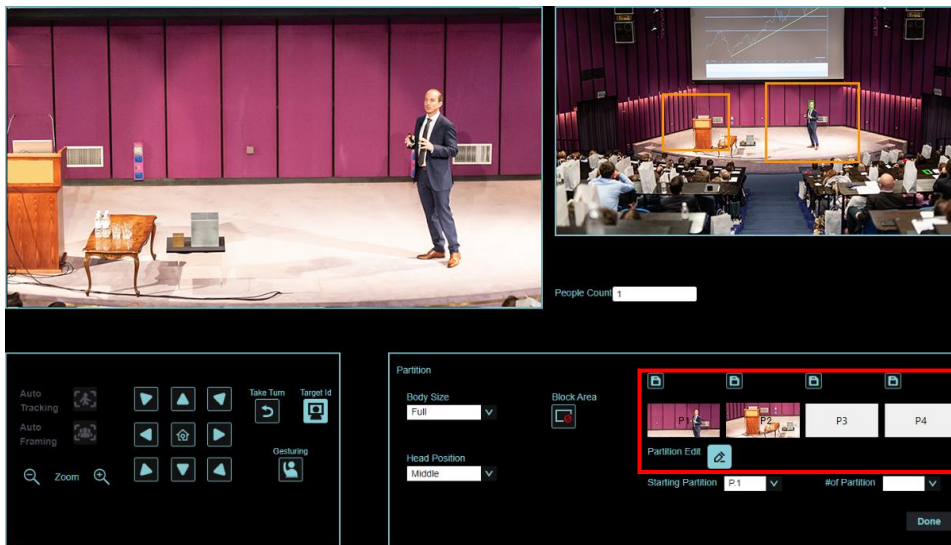 People Count 1
Auto Tracking
Auto Framing
Zoom
Take Turn
Target Id
Gesturing
Partition
Body Size
Full
Head Position
Middle
Block Area
P1
P2
P3
P4
Partition Edit
Starting Partition P.1
#of Partition
Done